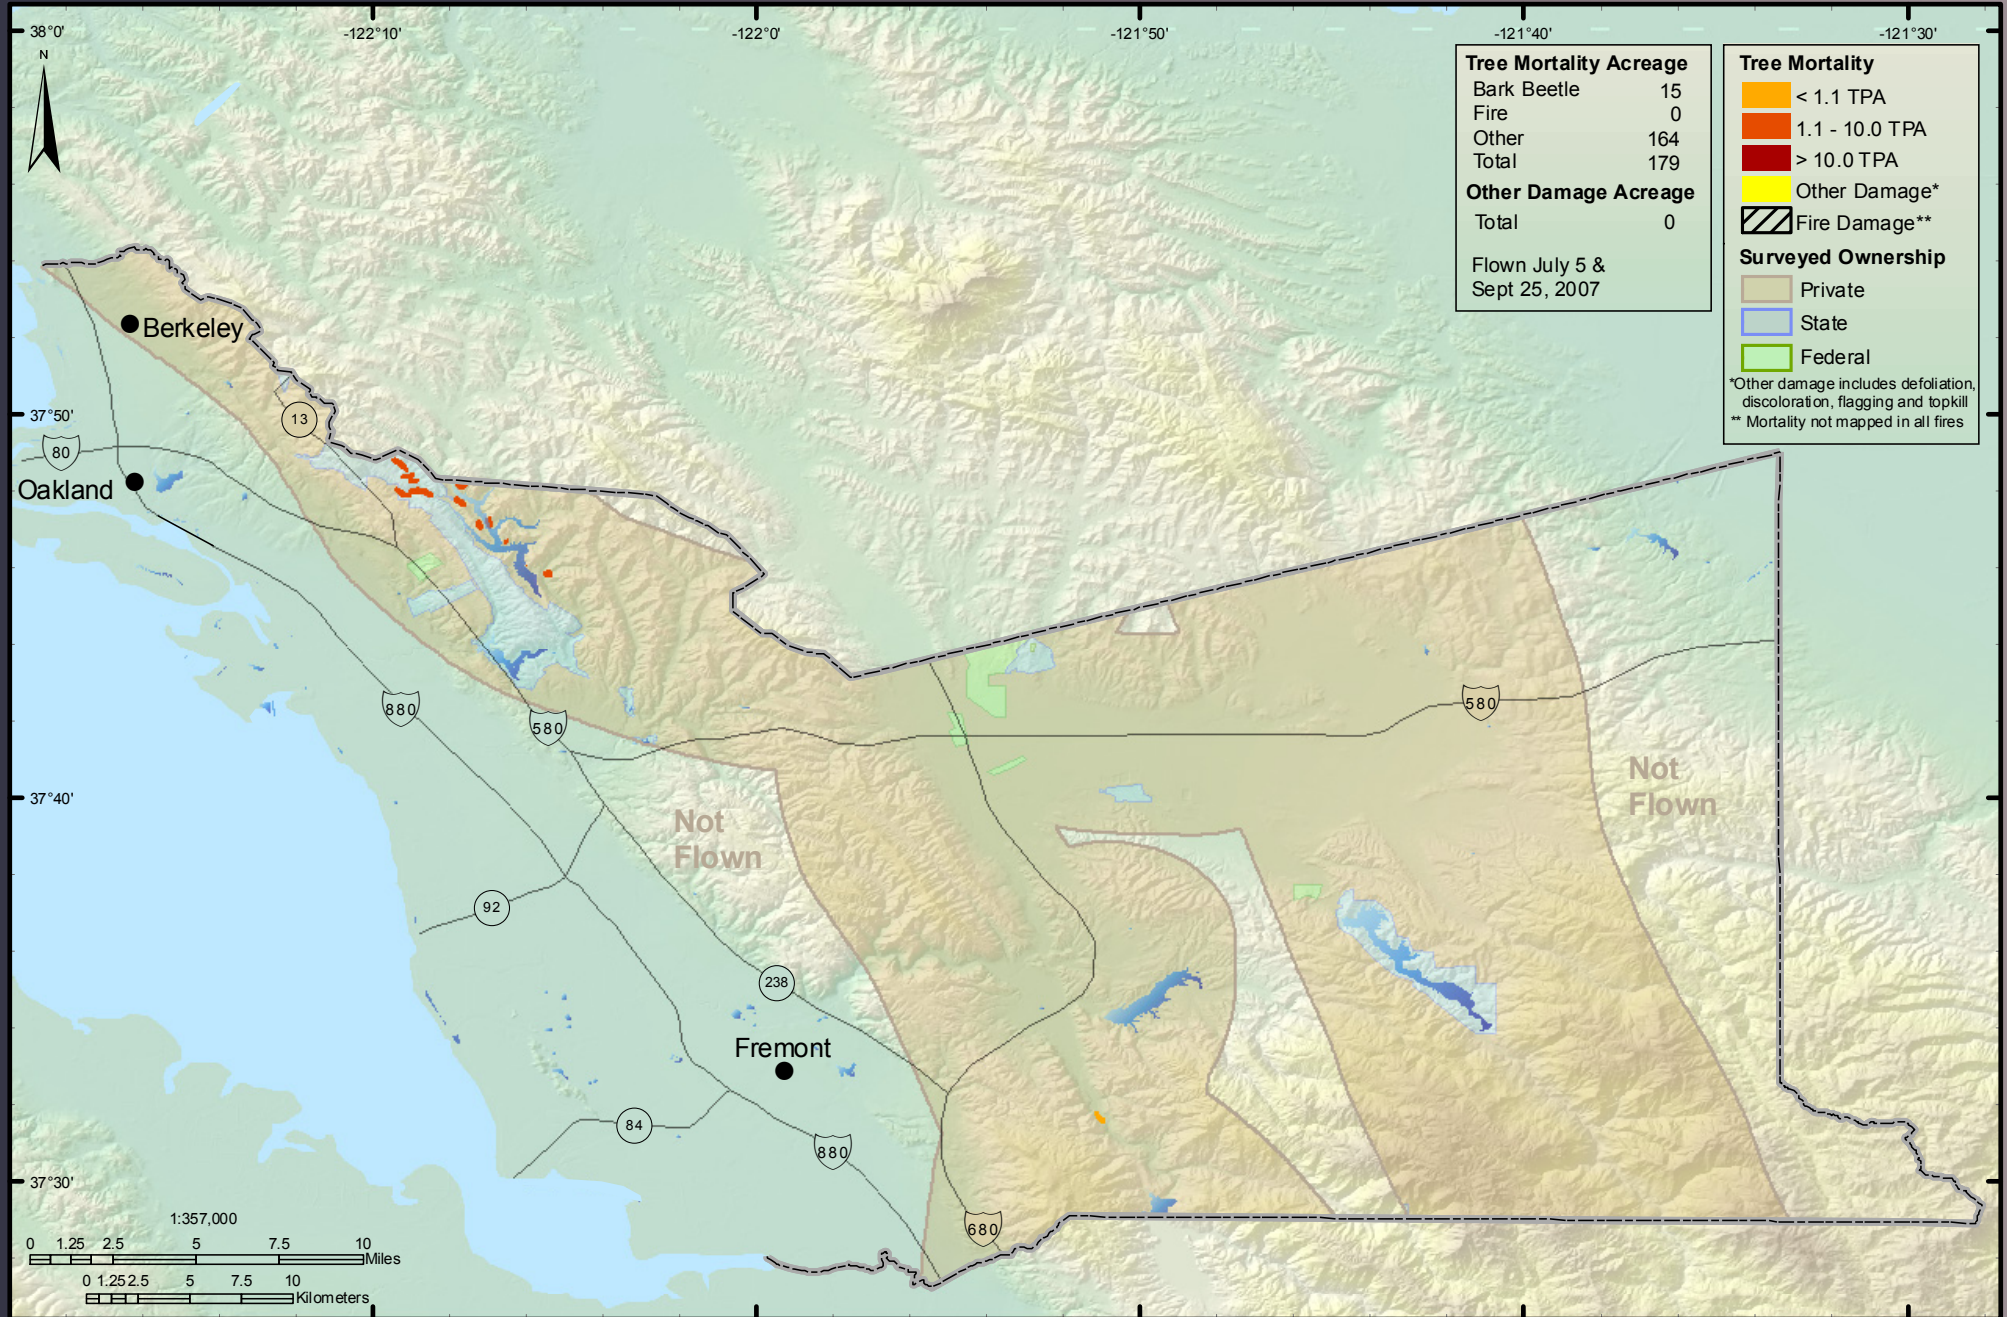 38°0'
-122°10'
-122°0'
-121°50'
-121°40'
-121°30'
N
Tree Mortality Acreage
Bark Beetle 15
Fire 0
Other 164
Total 179
Other Damage Acreage
Total 0
Flown July 5 &
Sept 25, 2007
Tree Mortality
< 1.1 TPA
1.1 - 10.0 TPA
> 10.0 TPA
Other Damage*
Fire Damage**
Surveyed Ownership
Private
State
Federal
*Other damage includes defoliation,
discoloration, flagging and topkill
** Mortality not mapped in all fires
Berkeley
37°50'
13
80
Oakland
880
580
580
Not
Flown
37°40'
Not
Flown
92
238
Fremont
84
880
37°30'
680
1:357,000
0 1.25 2.5 5 7.5 10
Miles
0 1.25 2.5 5 7.5 10
Kilometers